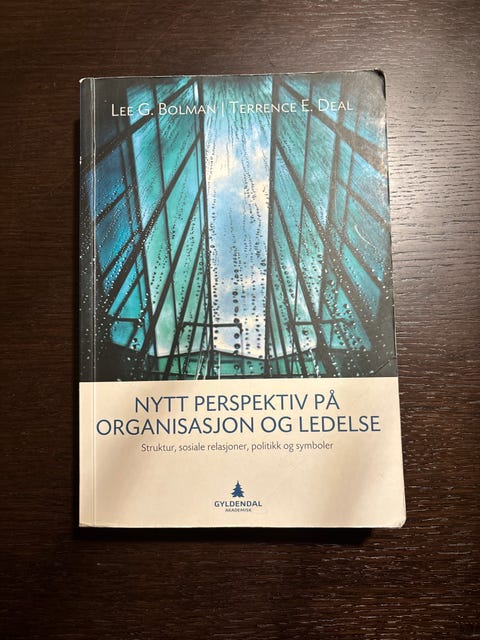 LEE G. BOLMAN | TERRENCE E. DEAL
NYTT PERSPEKTIV PÅ
ORGANISASJON OG LEDELSE
Struktur, sosiale relasjoner, politikk og symboler
GYLDENDAL
AKADEMISK